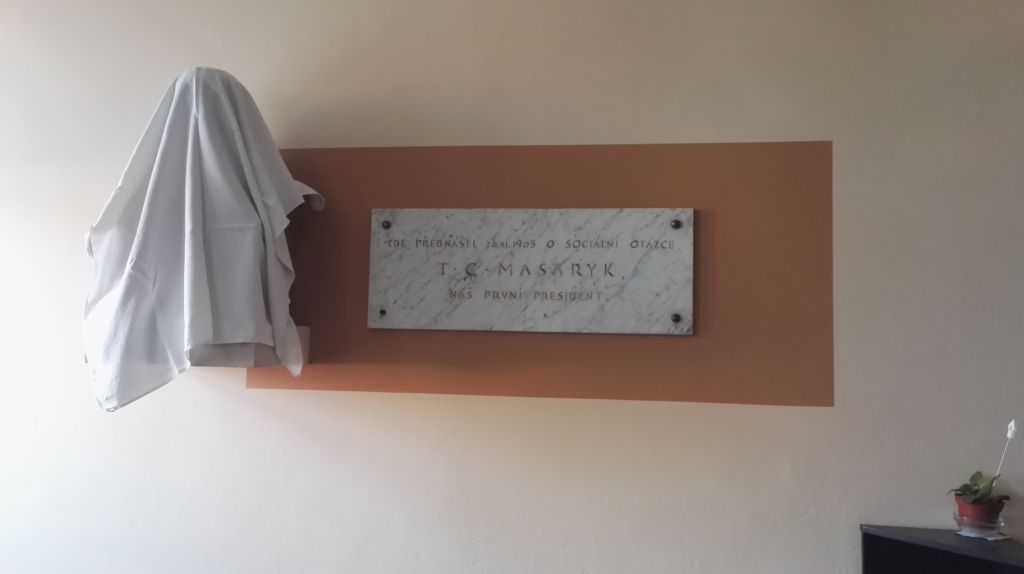 ZDE PŘEDNÁŠEL 26.XI.1905 O SOCIÁLNÍ OTÁZCE
T·G·MASARYK
NÁŠ PRVNÍ PRESIDENT